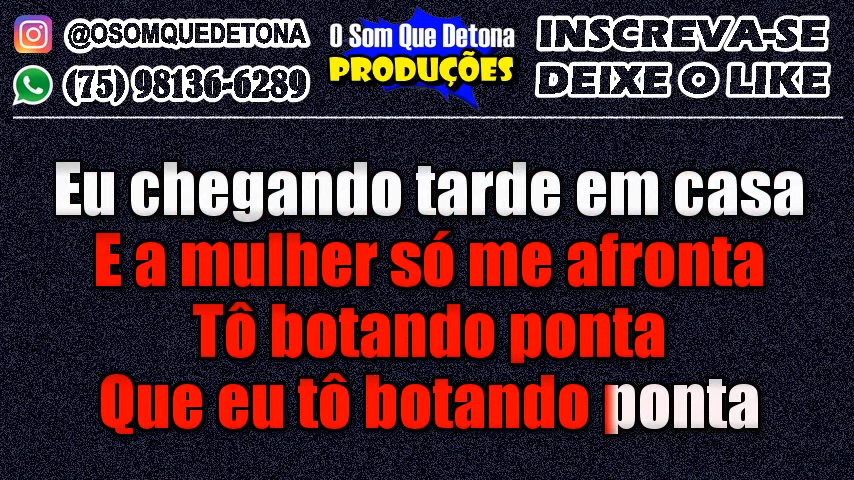 @OSOMQUEDETONA
(75) 98136-6289
O Som Que Detona
PRODUÇÕES
INSCREVA-SE
DEIXE O LIKE
Eu chegando tarde em casa
E a mulher só me afronta
Tô botando ponta
Que eu tô botando ponta